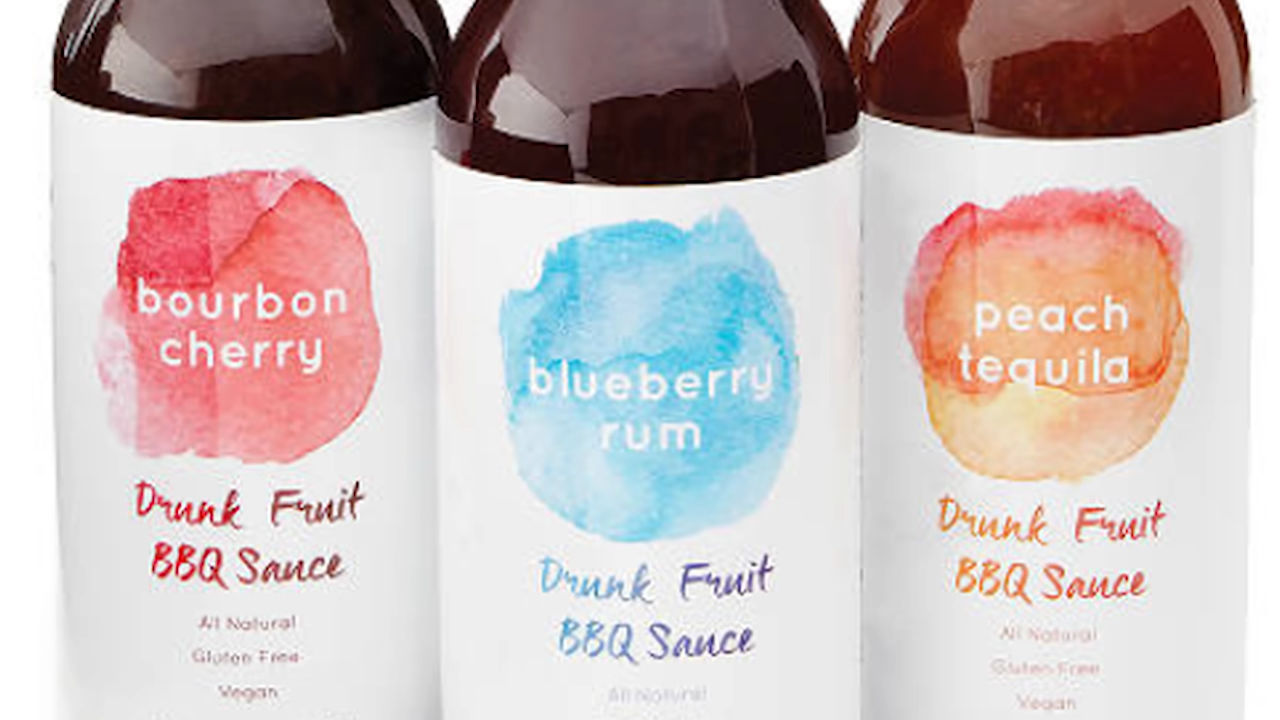 bourbon
cherry
Drunk Fruit
BBQ Sauce
All Natural
Gluten Free
Vegan
blueberry
rum
Drunk Fruit
BBQ Sauce
All Natural
peach
tequila
Drunk Fruit
BBQ Sauce
All Natural
Gluten Free
Vegan